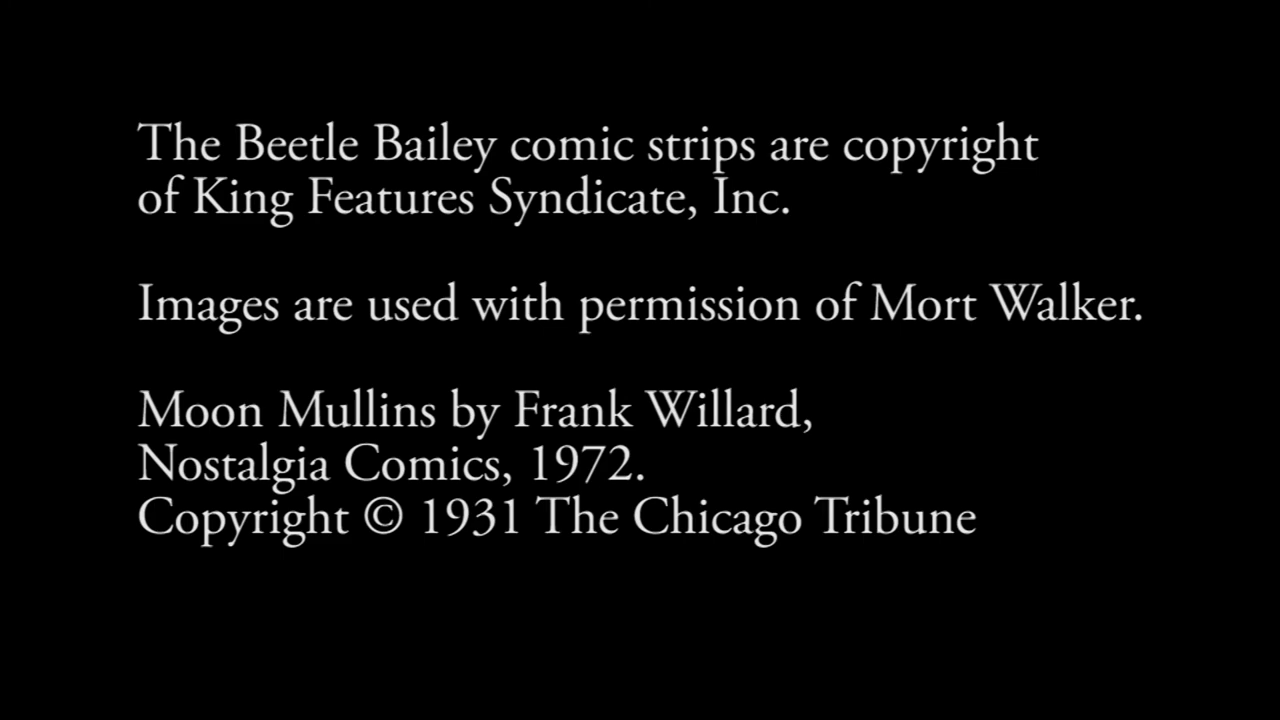 The Beetle Bailey comic strips are copyright
of King Features Syndicate, Inc.
Images are used with permission of Mort Walker.
Moon Mullins by Frank Willard,
Nostalgia Comics, 1972.
Copyright © 1931 The Chicago Tribune